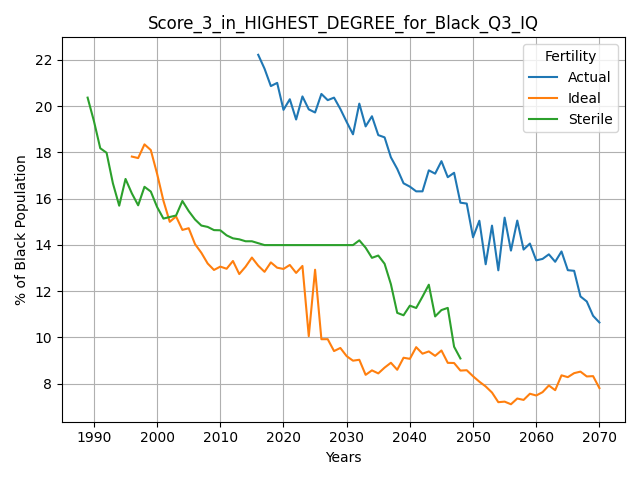 Score_3_in_HIGHEST_DEGREE_for_Black_Q3_IQ
Fertility
Actual
Ideal
Sterile
% of Black Population
22
20
18
16
14
12
10
8
1990 2000 2010 2020 2030 2040 2050 2060 2070
Years